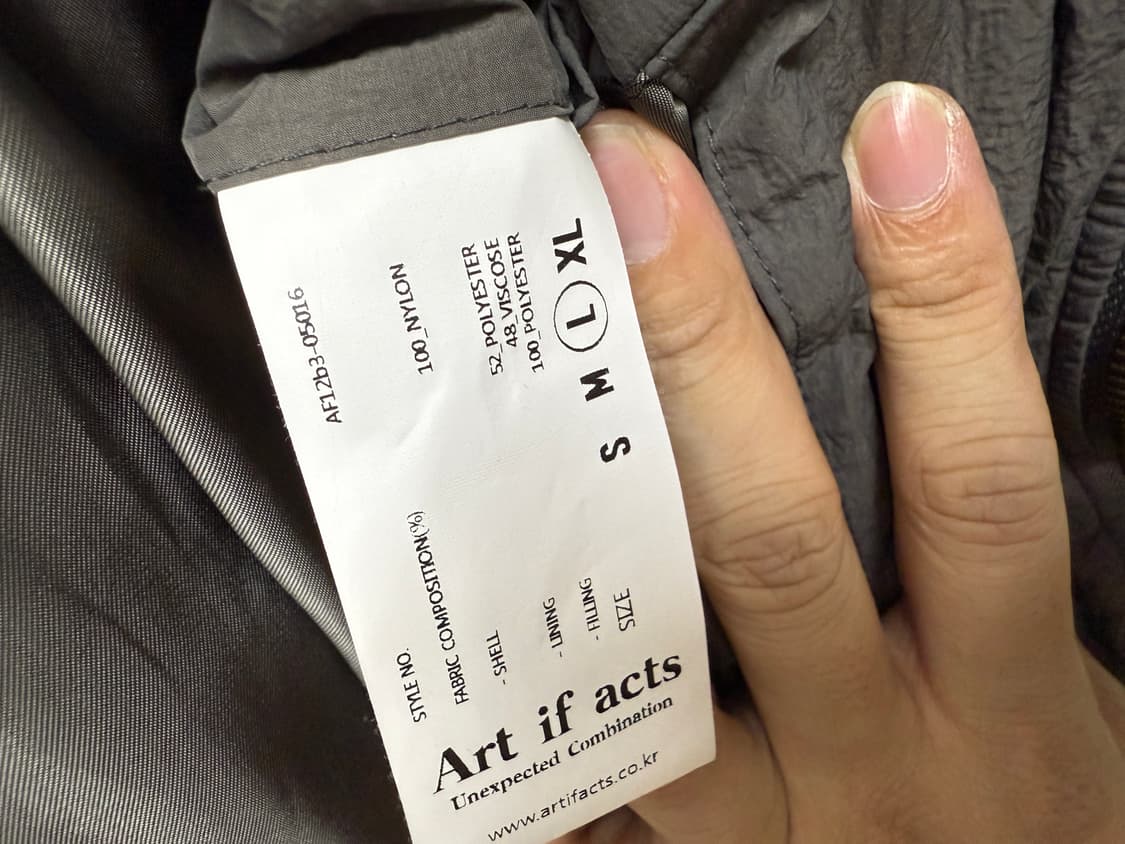 STYLE NO. AF12b3-05016
FABRIC COMPOSITION(%)
- SHELL 100_NYLON
- LINING 52_POLYESTER
48_VISCOSE
- FILLING 100_POLYESTER
SIZE S M L XL
Art if acts
Unexpected Combination
www.artifacts.co.kr